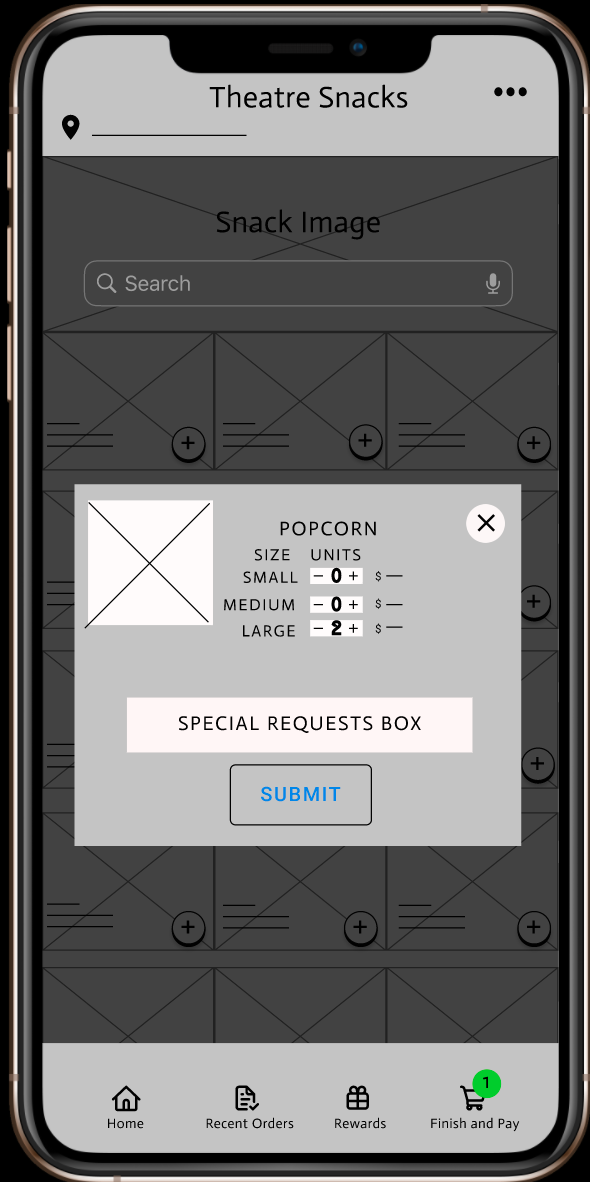 Theatre Snacks
Snack Image
Search
POPCORN
SIZE UNITS
SMALL - 0 + $
MEDIUM - 0 + $
LARGE - 2 + $
SPECIAL REQUESTS BOX
SUBMIT
1
Home Recent Orders Rewards Finish and Pay